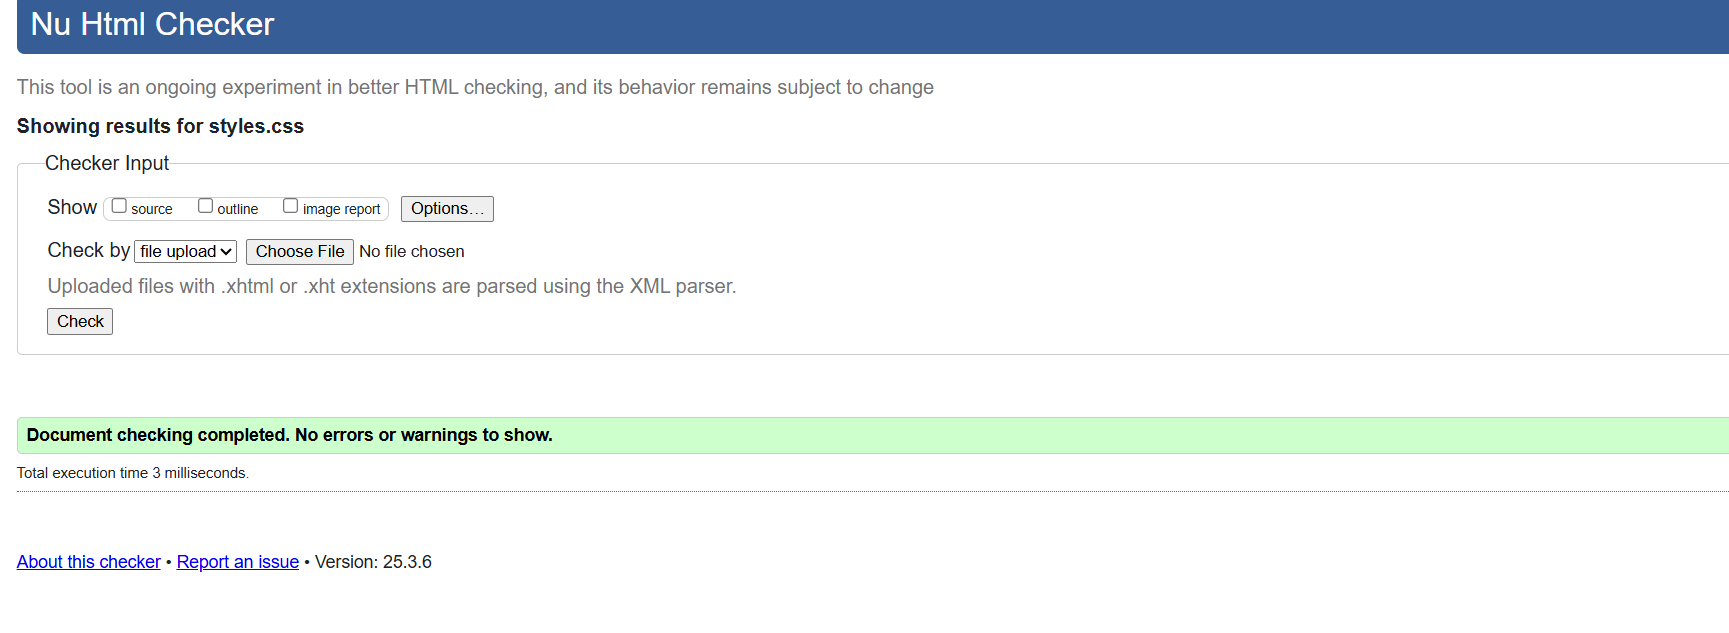 Nu Html Checker
This tool is an ongoing experiment in better HTML checking, and its behavior remains subject to change
Showing results for styles.css
Checker Input
Show source outline image report Options...
Check by file upload Choose File No file chosen
Uploaded files with .xhtml or .xht extensions are parsed using the XML parser.
Check
Document checking completed. No errors or warnings to show.
Total execution time 3 milliseconds.
About this checker • Report an issue • Version: 25.3.6